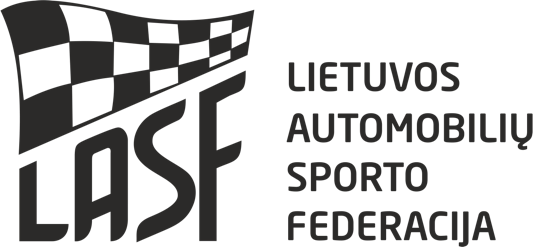 LASF
LIETUVOS
AUTOMOBILIŲ
SPORTO
FEDERACIJA